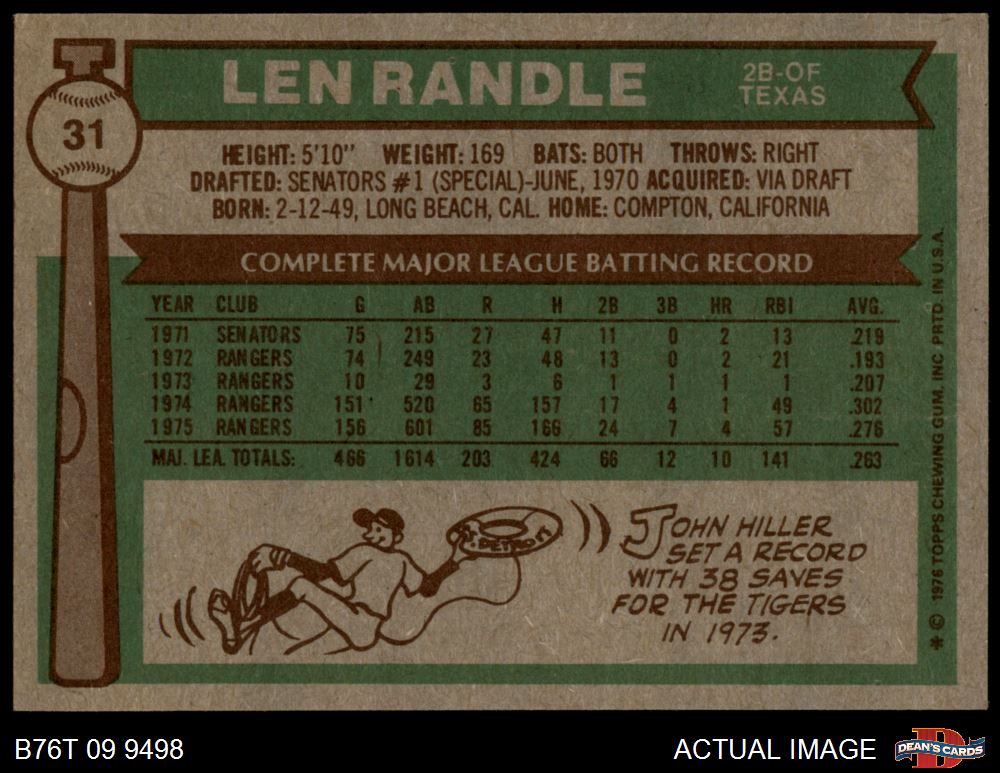 LEN RANDLE
2B-OF
TEXAS
31
HEIGHT: 5'10" WEIGHT: 169 BATS: BOTH THROWS: RIGHT
DRAFTED: SENATORS #1 (SPECIAL)-JUNE, 1970 ACQUIRED: VIA DRAFT
BORN: 2-12-49, LONG BEACH, CAL. HOME: COMPTON, CALIFORNIA
COMPLETE MAJOR LEAGUE BATTING RECORD
YEAR CLUB G AB R H 2B 3B HR RBI AVG.
1971 SENATORS 75 215 27 47 11 0 2 13 .219
1972 RANGERS 74 249 23 48 13 0 2 21 .193
1973 RANGERS 10 29 3 6 1 1 1 1 .207
1974 RANGERS 151 520 65 157 17 4 1 49 .302
1975 RANGERS 156 601 85 166 24 7 4 57 .276
MAJ. LEA. TOTALS: 466 1614 203 424 66 12 10 141 .263
JOHN HILLER
SET A RECORD
WITH 38 SAVES
FOR THE TIGERS
IN 1973.
* © 1976 TOPPS CHEWING GUM, INC PRTD. IN U.S.A.
B76T 09 9498
ACTUAL IMAGE
DEAN'S CARDS